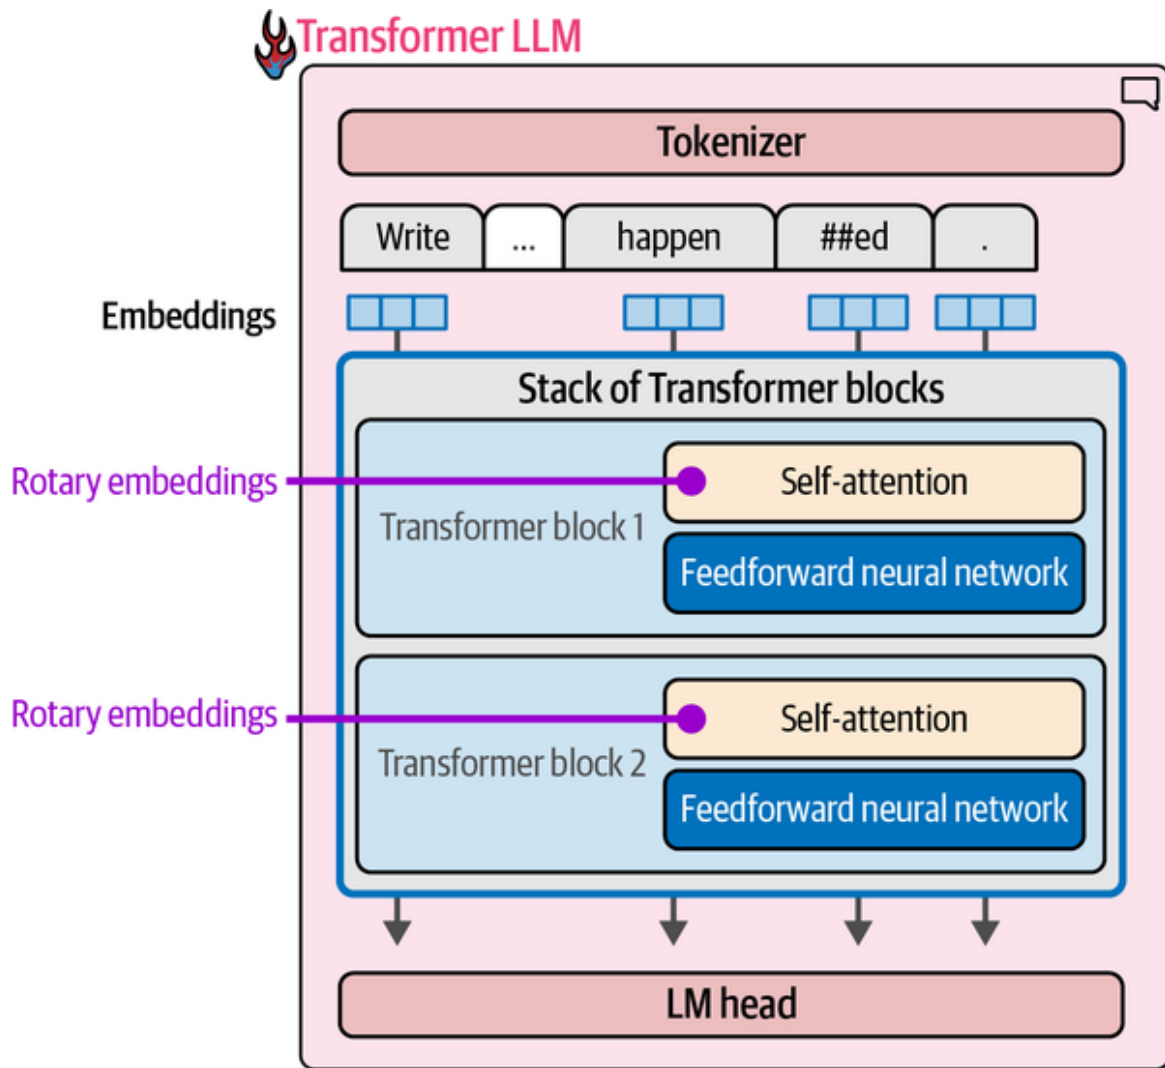 Transformer LLM
Tokenizer
Write ... happen ##ed .
Embeddings
Stack of Transformer blocks
Rotary embeddings
Self-attention
Transformer block 1
Feedforward neural network
Rotary embeddings
Self-attention
Transformer block 2
Feedforward neural network
LM head